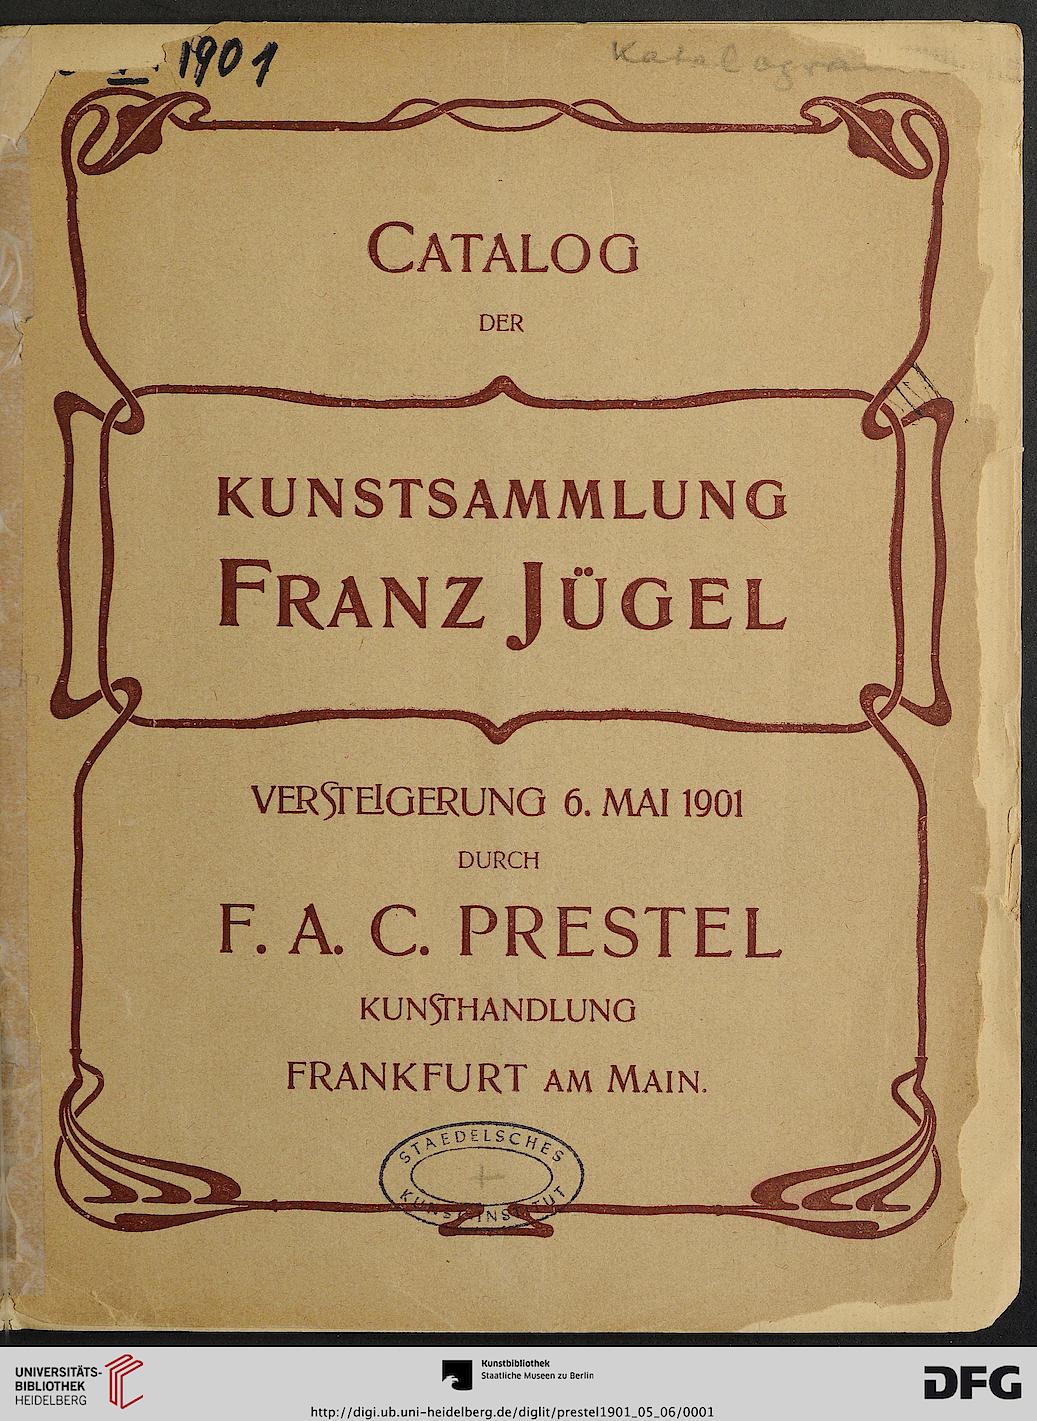 1901
CATALOG
DER
KUNSTSAMMLUNG
FRANZ JÜGEL
VERSTEIGERUNG 6. MAI 1901
DURCH
F. A. C. PRESTEL
KUNSTHANDLUNG
FRANKFURT AM MAIN.
STAEDELSCHES
KUNSTINSTITUT
UNIVERSITÄTS-
BIBLIOTHEK
HEIDELBERG
Kunstbibliothek
Staatliche Museen zu Berlin
DFG
http://digi.ub.uni-heidelberg.de/diglit/prestel1901_05_06/0001